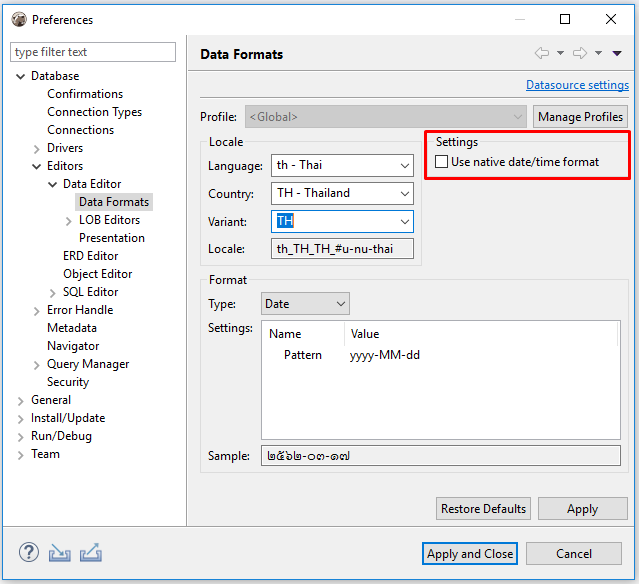 Preferences
type filter text
Database
Confirmations
Connection Types
Connections
Drivers
Editors
Data Editor
Data Formats
LOB Editors
Presentation
ERD Editor
Object Editor
SQL Editor
Error Handle
Metadata
Navigator
Query Manager
Security
General
Install/Update
Run/Debug
Team
Data Formats
Datasource settings
Profile: <Global> Manage Profiles
Locale
Language: th - Thai
Country: TH - Thailand
Variant: TH
Locale: th_TH_TH_#u-nu-thai
Settings
Use native date/time format
Format
Type: Date
Settings: Name Value
Pattern yyyy-MM-dd
Sample: ๒๕๖๒-๐๓-๑๗
Restore Defaults Apply
Apply and Close Cancel